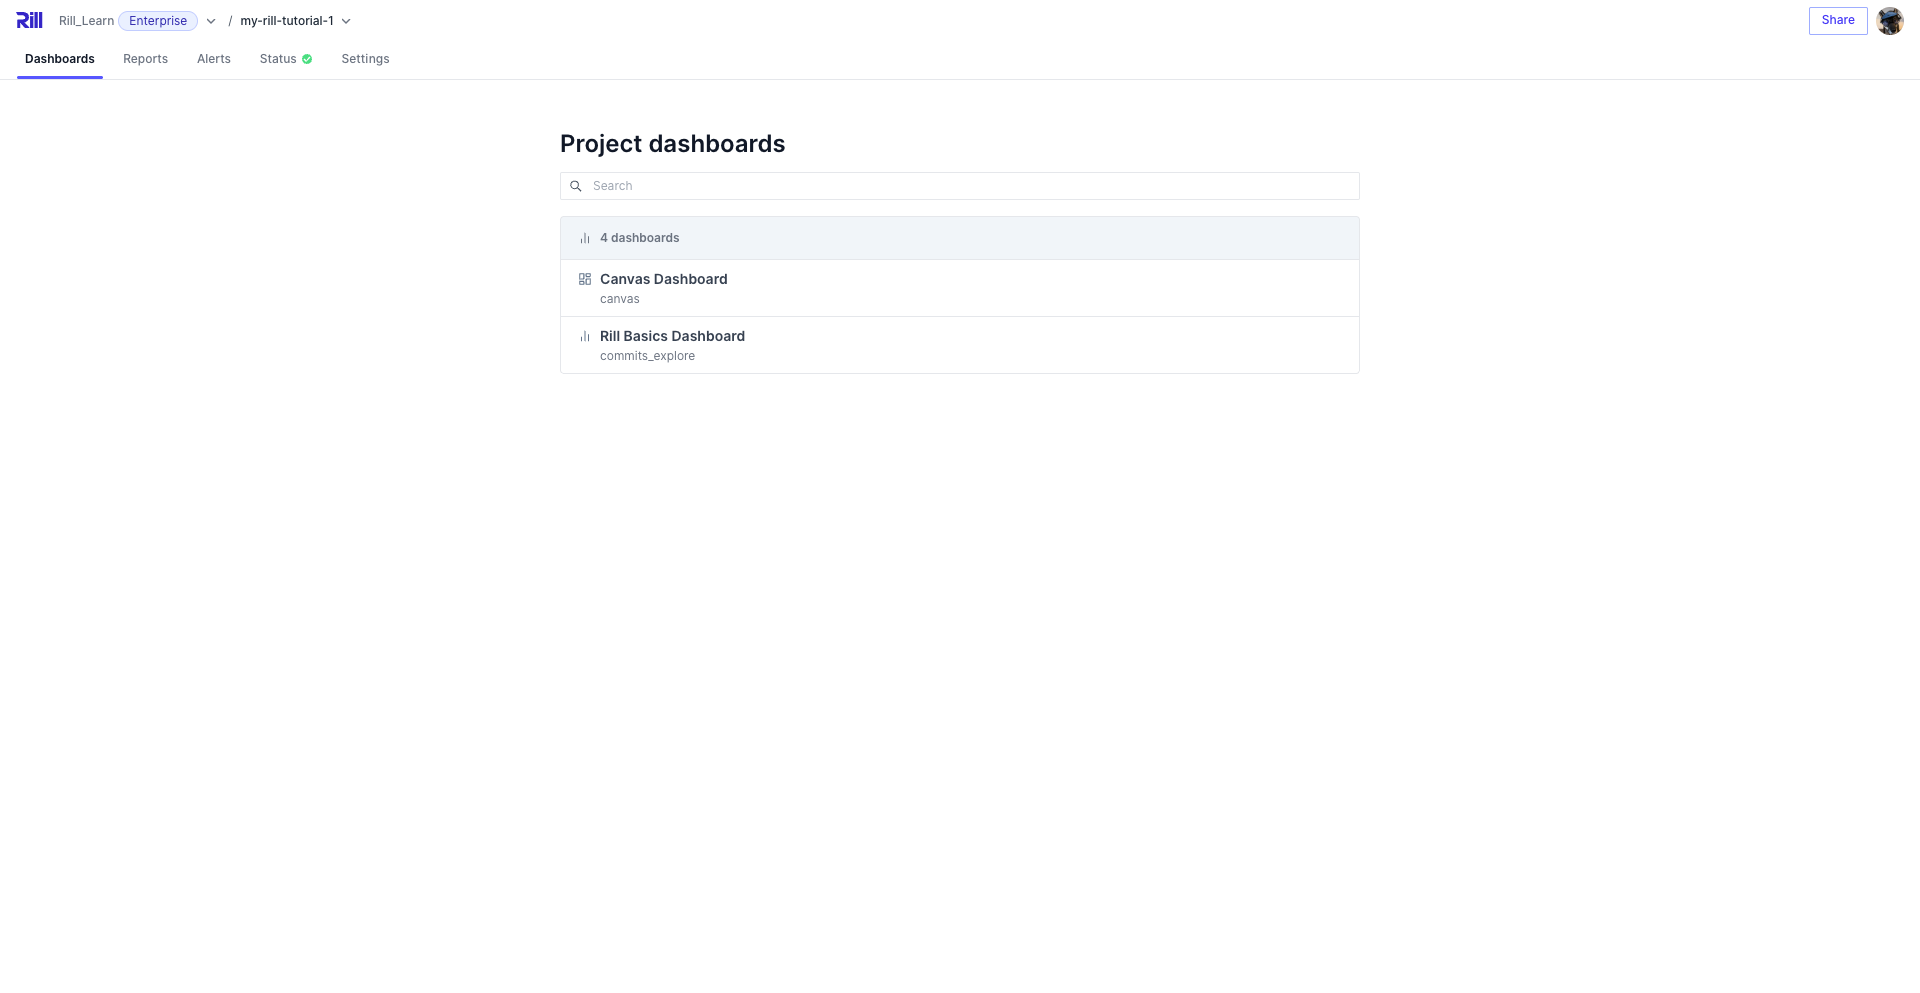 Rill Rill_Learn Enterprise / my-rill-tutorial-1 Share
Dashboards Reports Alerts Status Settings
Project dashboards
Search
4 dashboards
Canvas Dashboard
canvas
Rill Basics Dashboard
commits_explore